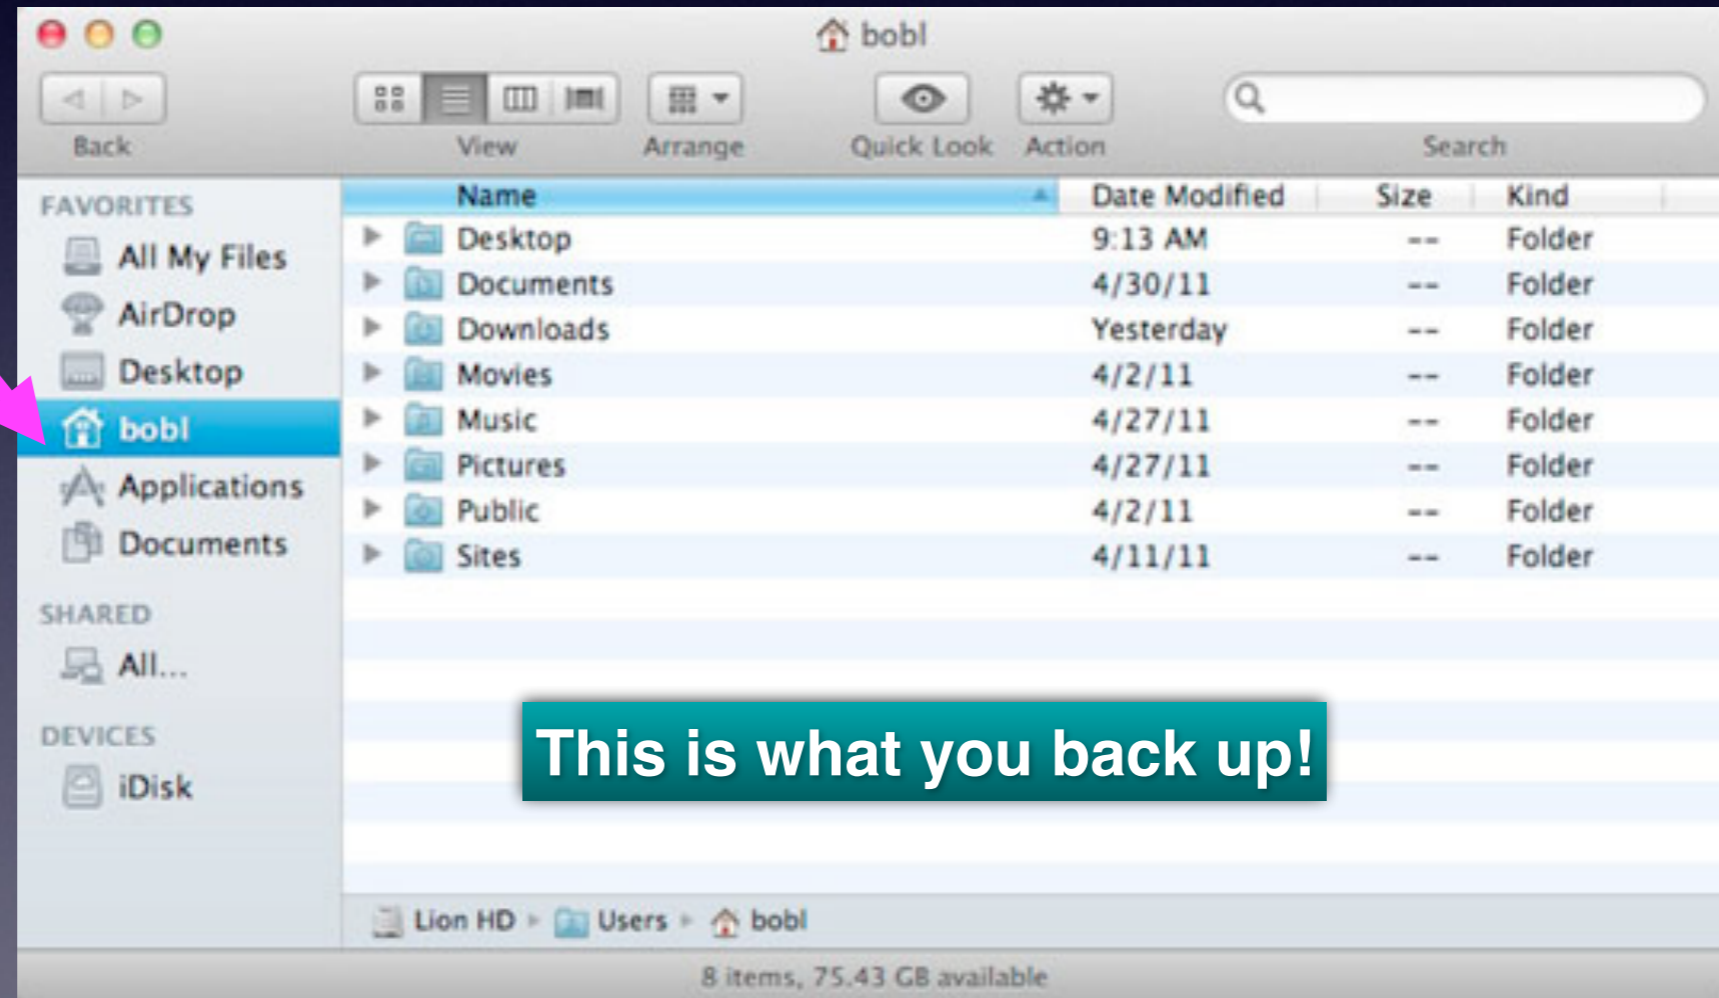 bobl
Back View Arrange Quick Look Action Search
FAVORITES
All My Files
AirDrop
Desktop
bobl
Applications
Documents
SHARED
All...
DEVICES
iDisk
Name Date Modified Size Kind
Desktop 9:13 AM -- Folder
Documents 4/30/11 -- Folder
Downloads Yesterday -- Folder
Movies 4/2/11 -- Folder
Music 4/27/11 -- Folder
Pictures 4/27/11 -- Folder
Public 4/2/11 -- Folder
Sites 4/11/11 -- Folder
This is what you back up!
Lion HD Users bobl
8 items, 75.43 GB available